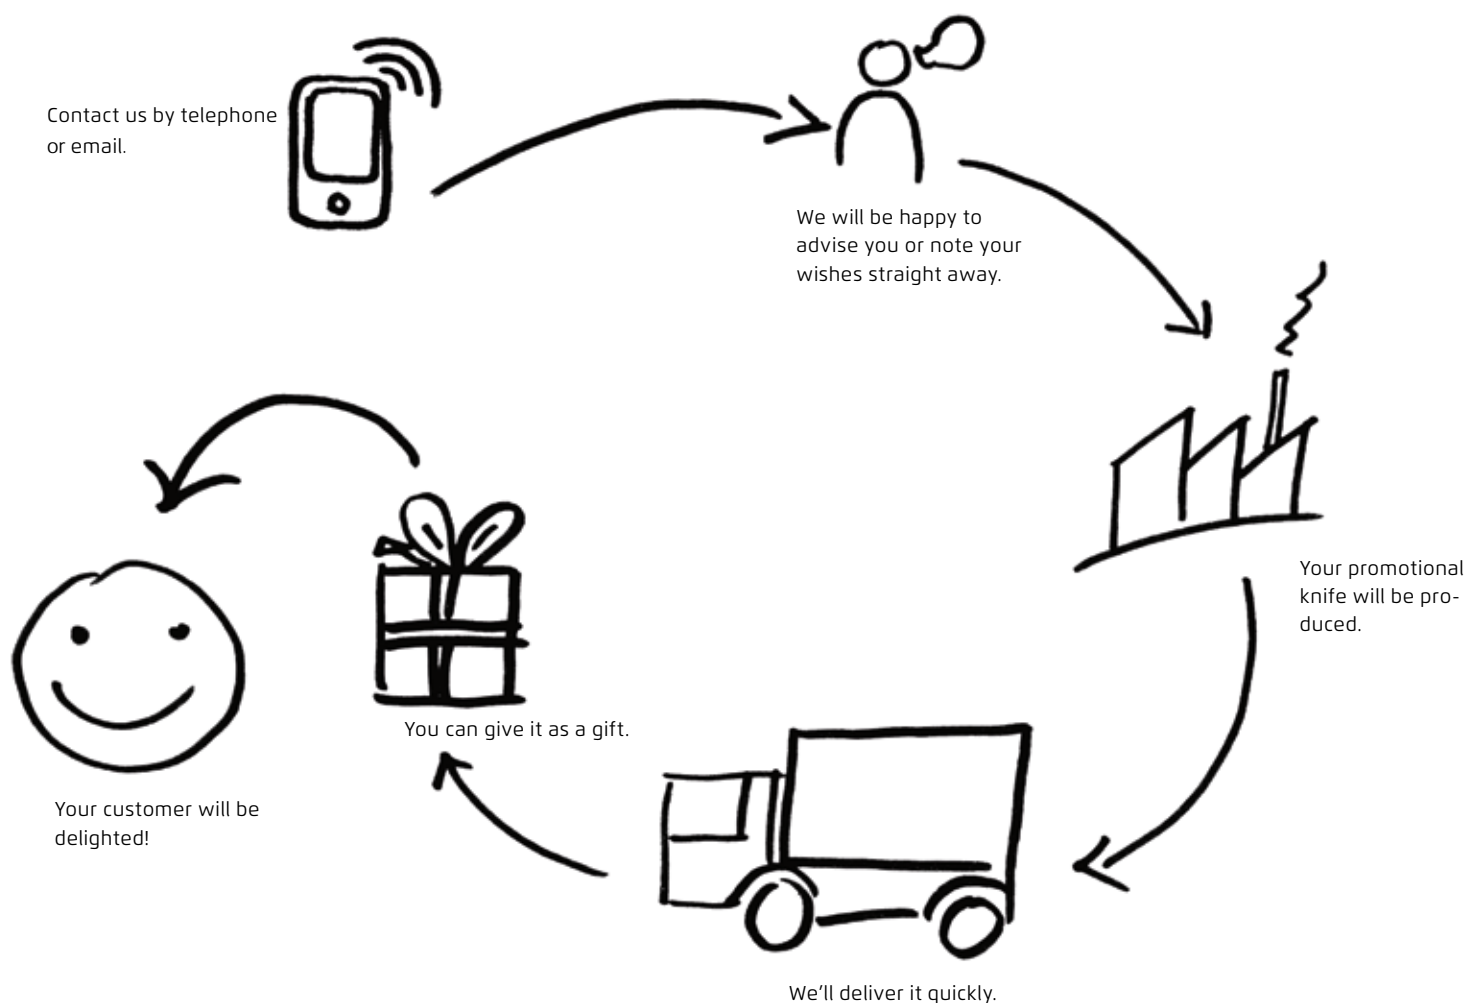 Contact us by telephone
or email.
We will be happy to
advise you or note your
wishes straight away.
Your promotional
knife will be pro-
duced.
We'll deliver it quickly.
You can give it as a gift.
Your customer will be
delighted!